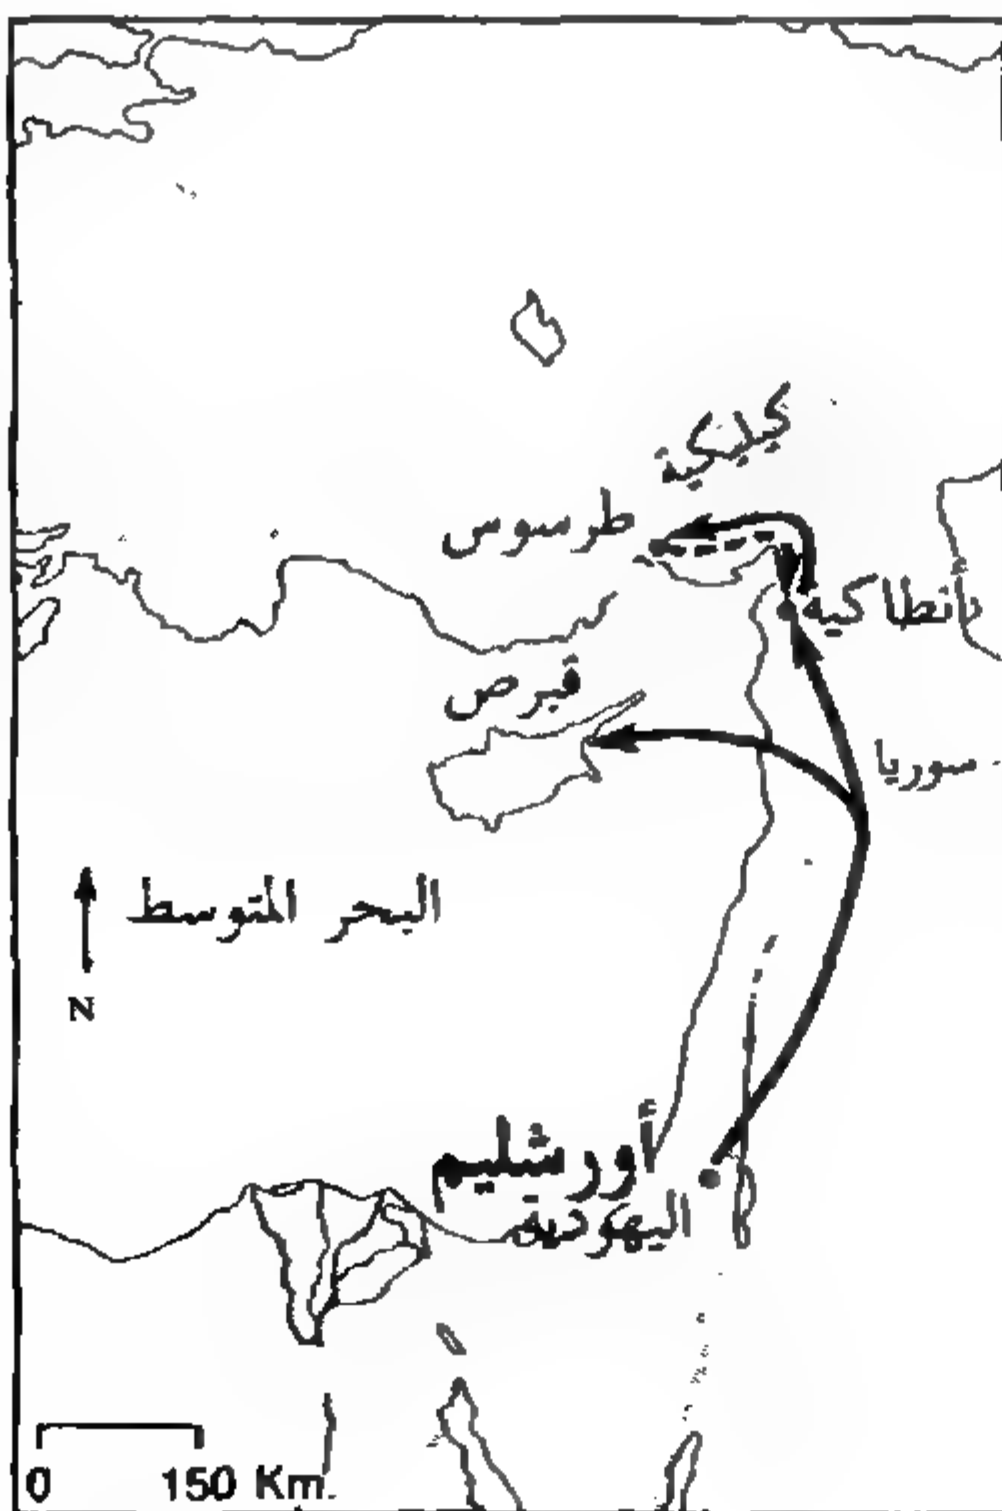 كيليكية
طرسوس
أنطاكية
قبرص
سوريا
البحر المتوسط
N
أورشليم
اليهودية
0 150 Km.